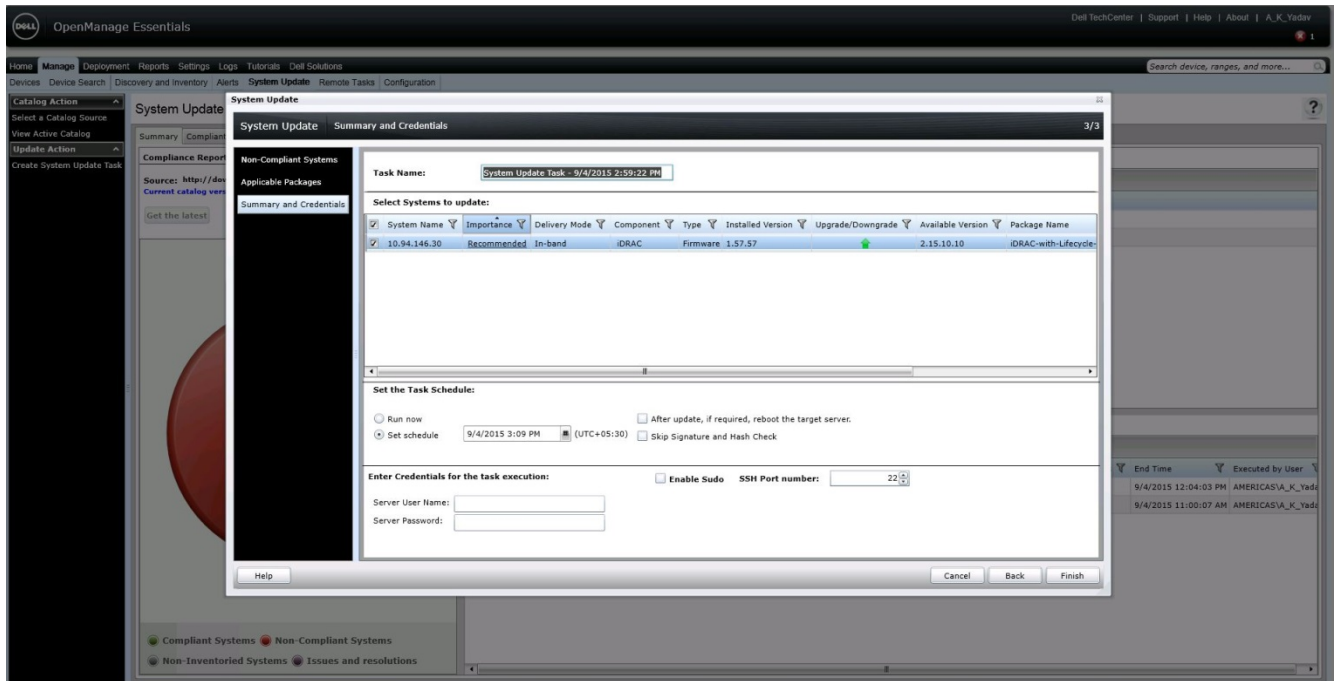 DELL OpenManage Essentials
Dell TechCenter | Support | Help | About | A_K_Yadav
1
Home Manage Deployment Reports Settings Logs Tutorials Dell Solutions
Search device, ranges, and more...
Devices Device Search Discovery and Inventory Alerts System Update Remote Tasks Configuration
Catalog Action
Select a Catalog Source
View Active Catalog
Update Action
Create System Update Task
System Update
?
Summary Compliant
Compliance Report
Source: http://dow
Current catalog vers
Get the latest
System Update
System Update Summary and Credentials 3/3
Non-Compliant Systems
Applicable Packages
Summary and Credentials
Task Name: System Update Task - 9/4/2015 2:59:22 PM
Select Systems to update:
System Name Importance Delivery Mode Component Type Installed Version Upgrade/Downgrade Available Version Package Name
10.94.146.30 Recommended In-band iDRAC Firmware 1.57.57 2.15.10.10 iDRAC-with-Lifecycle-
Set the Task Schedule:
Run now
After update, if required, reboot the target server.
Set schedule 9/4/2015 3:09 PM (UTC+05:30)
Skip Signature and Hash Check
Enter Credentials for the task execution:
Enable Sudo SSH Port number: 22
Server User Name:
Server Password:
Help Cancel Back Finish
End Time Executed by User
9/4/2015 12:04:03 PM AMERICAS\A_K_Yada
9/4/2015 11:00:07 AM AMERICAS\A_K_Yada
Compliant Systems Non-Compliant Systems
Non-Inventoried Systems Issues and resolutions